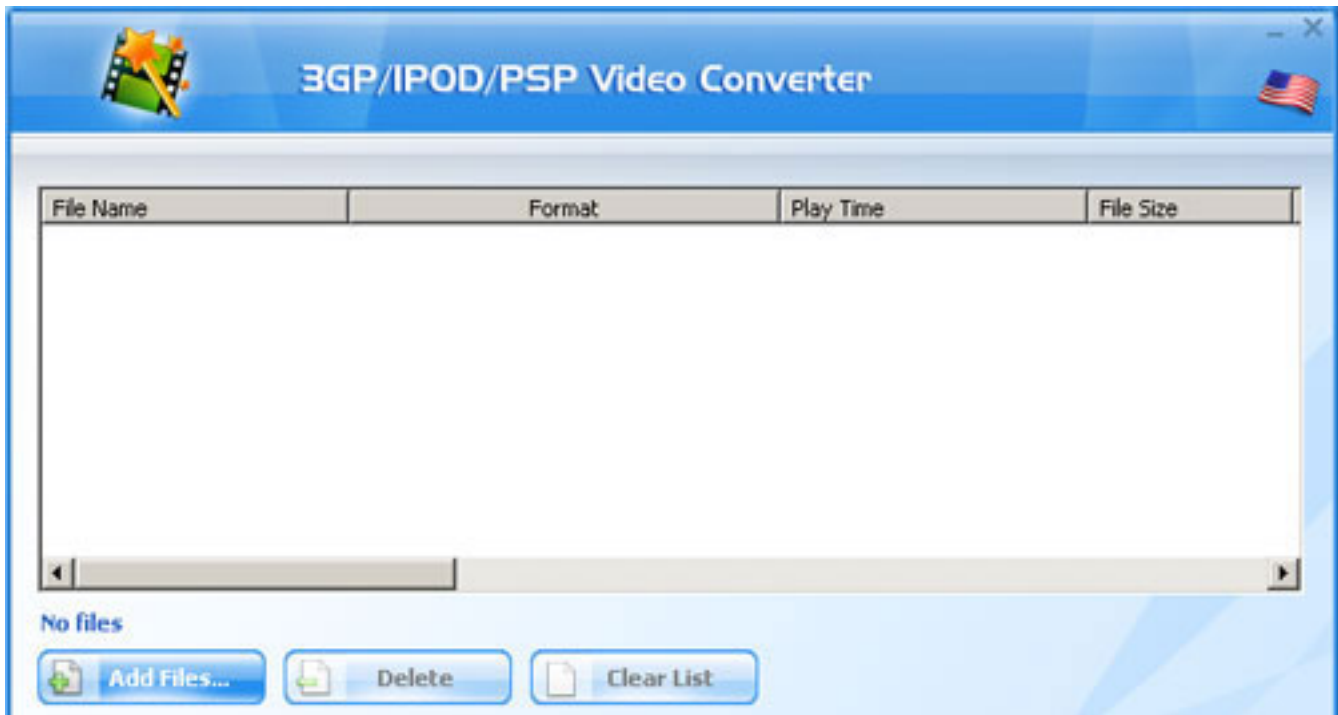 3GP/IPOD/PSP Video Converter
File Name Format Play Time File Size
No files
Add Files... Delete Clear List